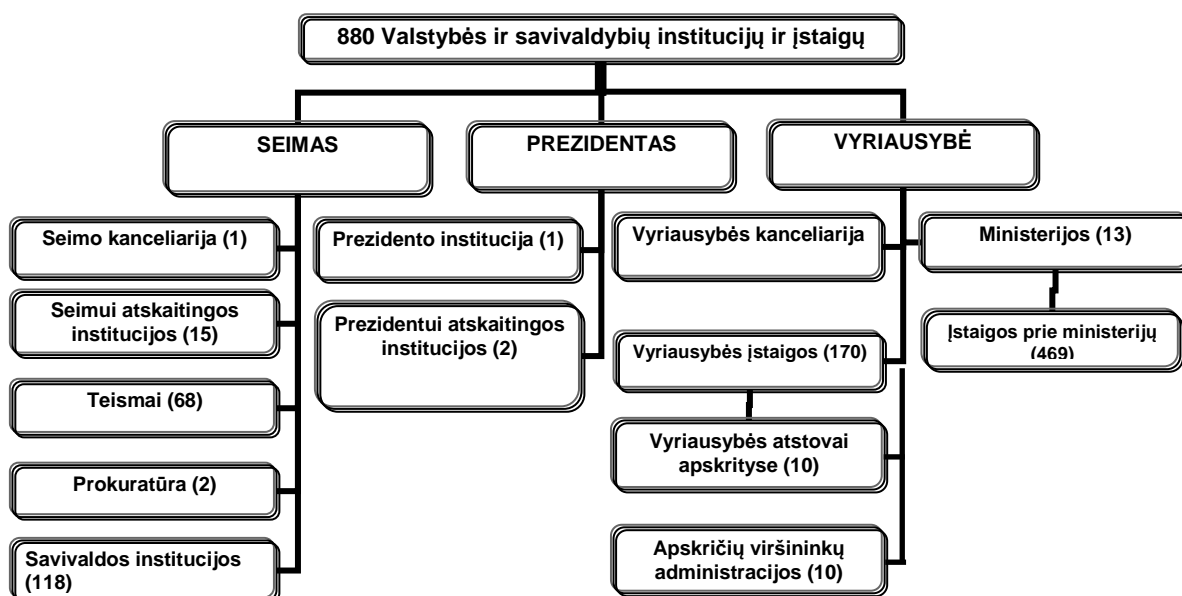 880 Valstybės ir savivaldybių institucijų ir įstaigų
SEIMAS
PREZIDENTAS
VYRIAUSYBĖ
Seimo kanceliarija (1)
Seimui atskaitingos
institucijos (15)
Teismai (68)
Prokuratūra (2)
Savivaldos institucijos
(118)
Prezidento institucija (1)
Prezidentui atskaitingos
institucijos (2)
Vyriausybės kanceliarija
Vyriausybės įstaigos (170)
Vyriausybės atstovai
apskrityse (10)
Apskričių viršininkų
administracijos (10)
Ministerijos (13)
Įstaigos prie ministerijų
(469)